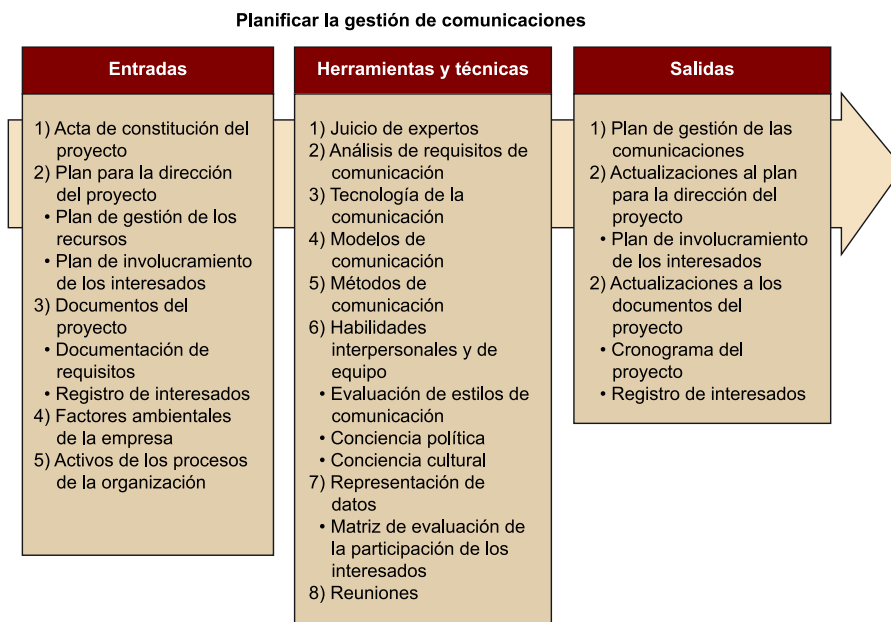 Planificar la gestión de comunicaciones
Entradas
1) Acta de constitución del
proyecto
2) Plan para la dirección
del proyecto
• Plan de gestión de los
recursos
• Plan de involucramiento
de los interesados
3) Documentos del
proyecto
• Documentación de
requisitos
• Registro de interesados
4) Factores ambientales
de la empresa
5) Activos de los procesos
de la organización
Herramientas y técnicas
1) Juicio de expertos
2) Análisis de requisitos de
comunicación
3) Tecnología de la
comunicación
4) Modelos de
comunicación
5) Métodos de
comunicación
6) Habilidades
interpersonales y de
equipo
• Evaluación de estilos de
comunicación
• Conciencia política
• Conciencia cultural
7) Representación de
datos
• Matriz de evaluación de
la participación de los
interesados
8) Reuniones
Salidas
1) Plan de gestión de las
comunicaciones
2) Actualizaciones al plan
para la dirección del
proyecto
• Plan de involucramiento
de los interesados
2) Actualizaciones a los
documentos del
proyecto
• Cronograma del
proyecto
• Registro de interesados